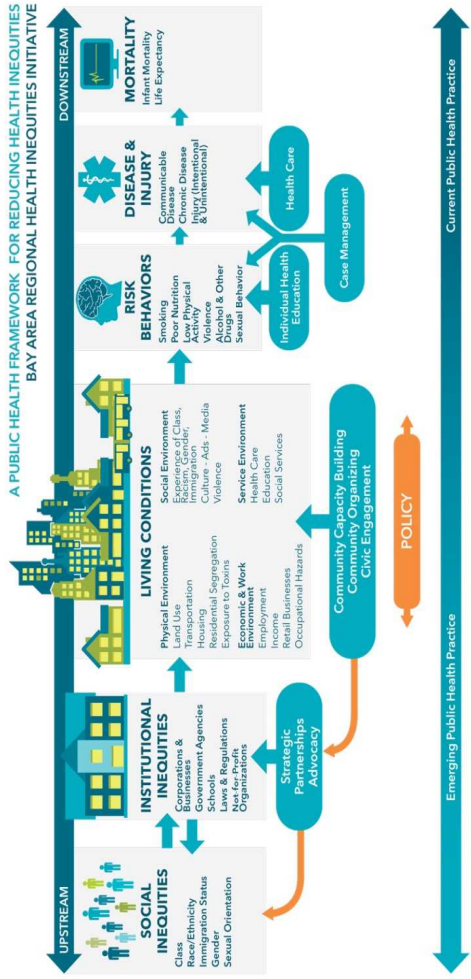 A PUBLIC HEALTH FRAMEWORK FOR REDUCING HEALTH INEQUITIES
BAY AREA REGIONAL HEALTH INEQUITIES INITIATIVE
UPSTREAM
DOWNSTREAM
SOCIAL
INEQUITIES
Class
Race/Ethnicity
Immigration Status
Gender
Sexual Orientation
INSTITUTIONAL
INEQUITIES
Corporations &
Businesses
Government Agencies
Schools
Laws & Regulations
Not-for-Profit
Organizations
LIVING CONDITIONS
Physical Environment
Land Use
Transportation
Housing
Residential Segregation
Exposure to Toxins
Economic & Work
Environment
Employment
Income
Retail Businesses
Occupational Hazards
Social Environment
Experience of Class,
Racism, Gender,
Immigration
Culture - Ads - Media
Violence
Service Environment
Health Care
Education
Social Services
RISK
BEHAVIORS
Smoking
Poor Nutrition
Low Physical
Activity
Violence
Alcohol & Other
Drugs
Sexual Behavior
DISEASE &
INJURY
Communicable
Disease
Chronic Disease
Injury (Intentional
& Unintentional)
MORTALITY
Infant Mortality
Life Expectancy
Strategic
Partnerships
Advocacy
Community Capacity Building
Community Organizing
Civic Engagement
Individual Health
Education
Health Care
Case Management
POLICY
Emerging Public Health Practice
Current Public Health Practice